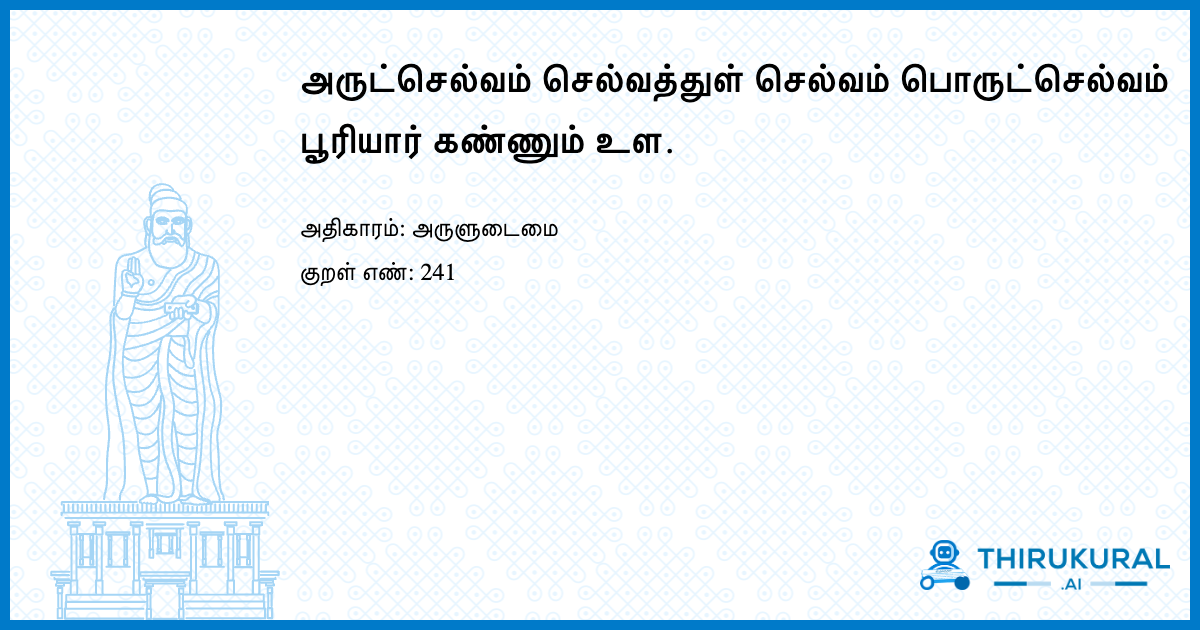 அருட்செல்வம் செல்வத்துள் செல்வம் பொருட்செல்வம்
பூரியார் கண்ணும் உள.
அதிகாரம்: அருளுடைமை
குறள் எண்: 241
THIRUKURAL
.AI